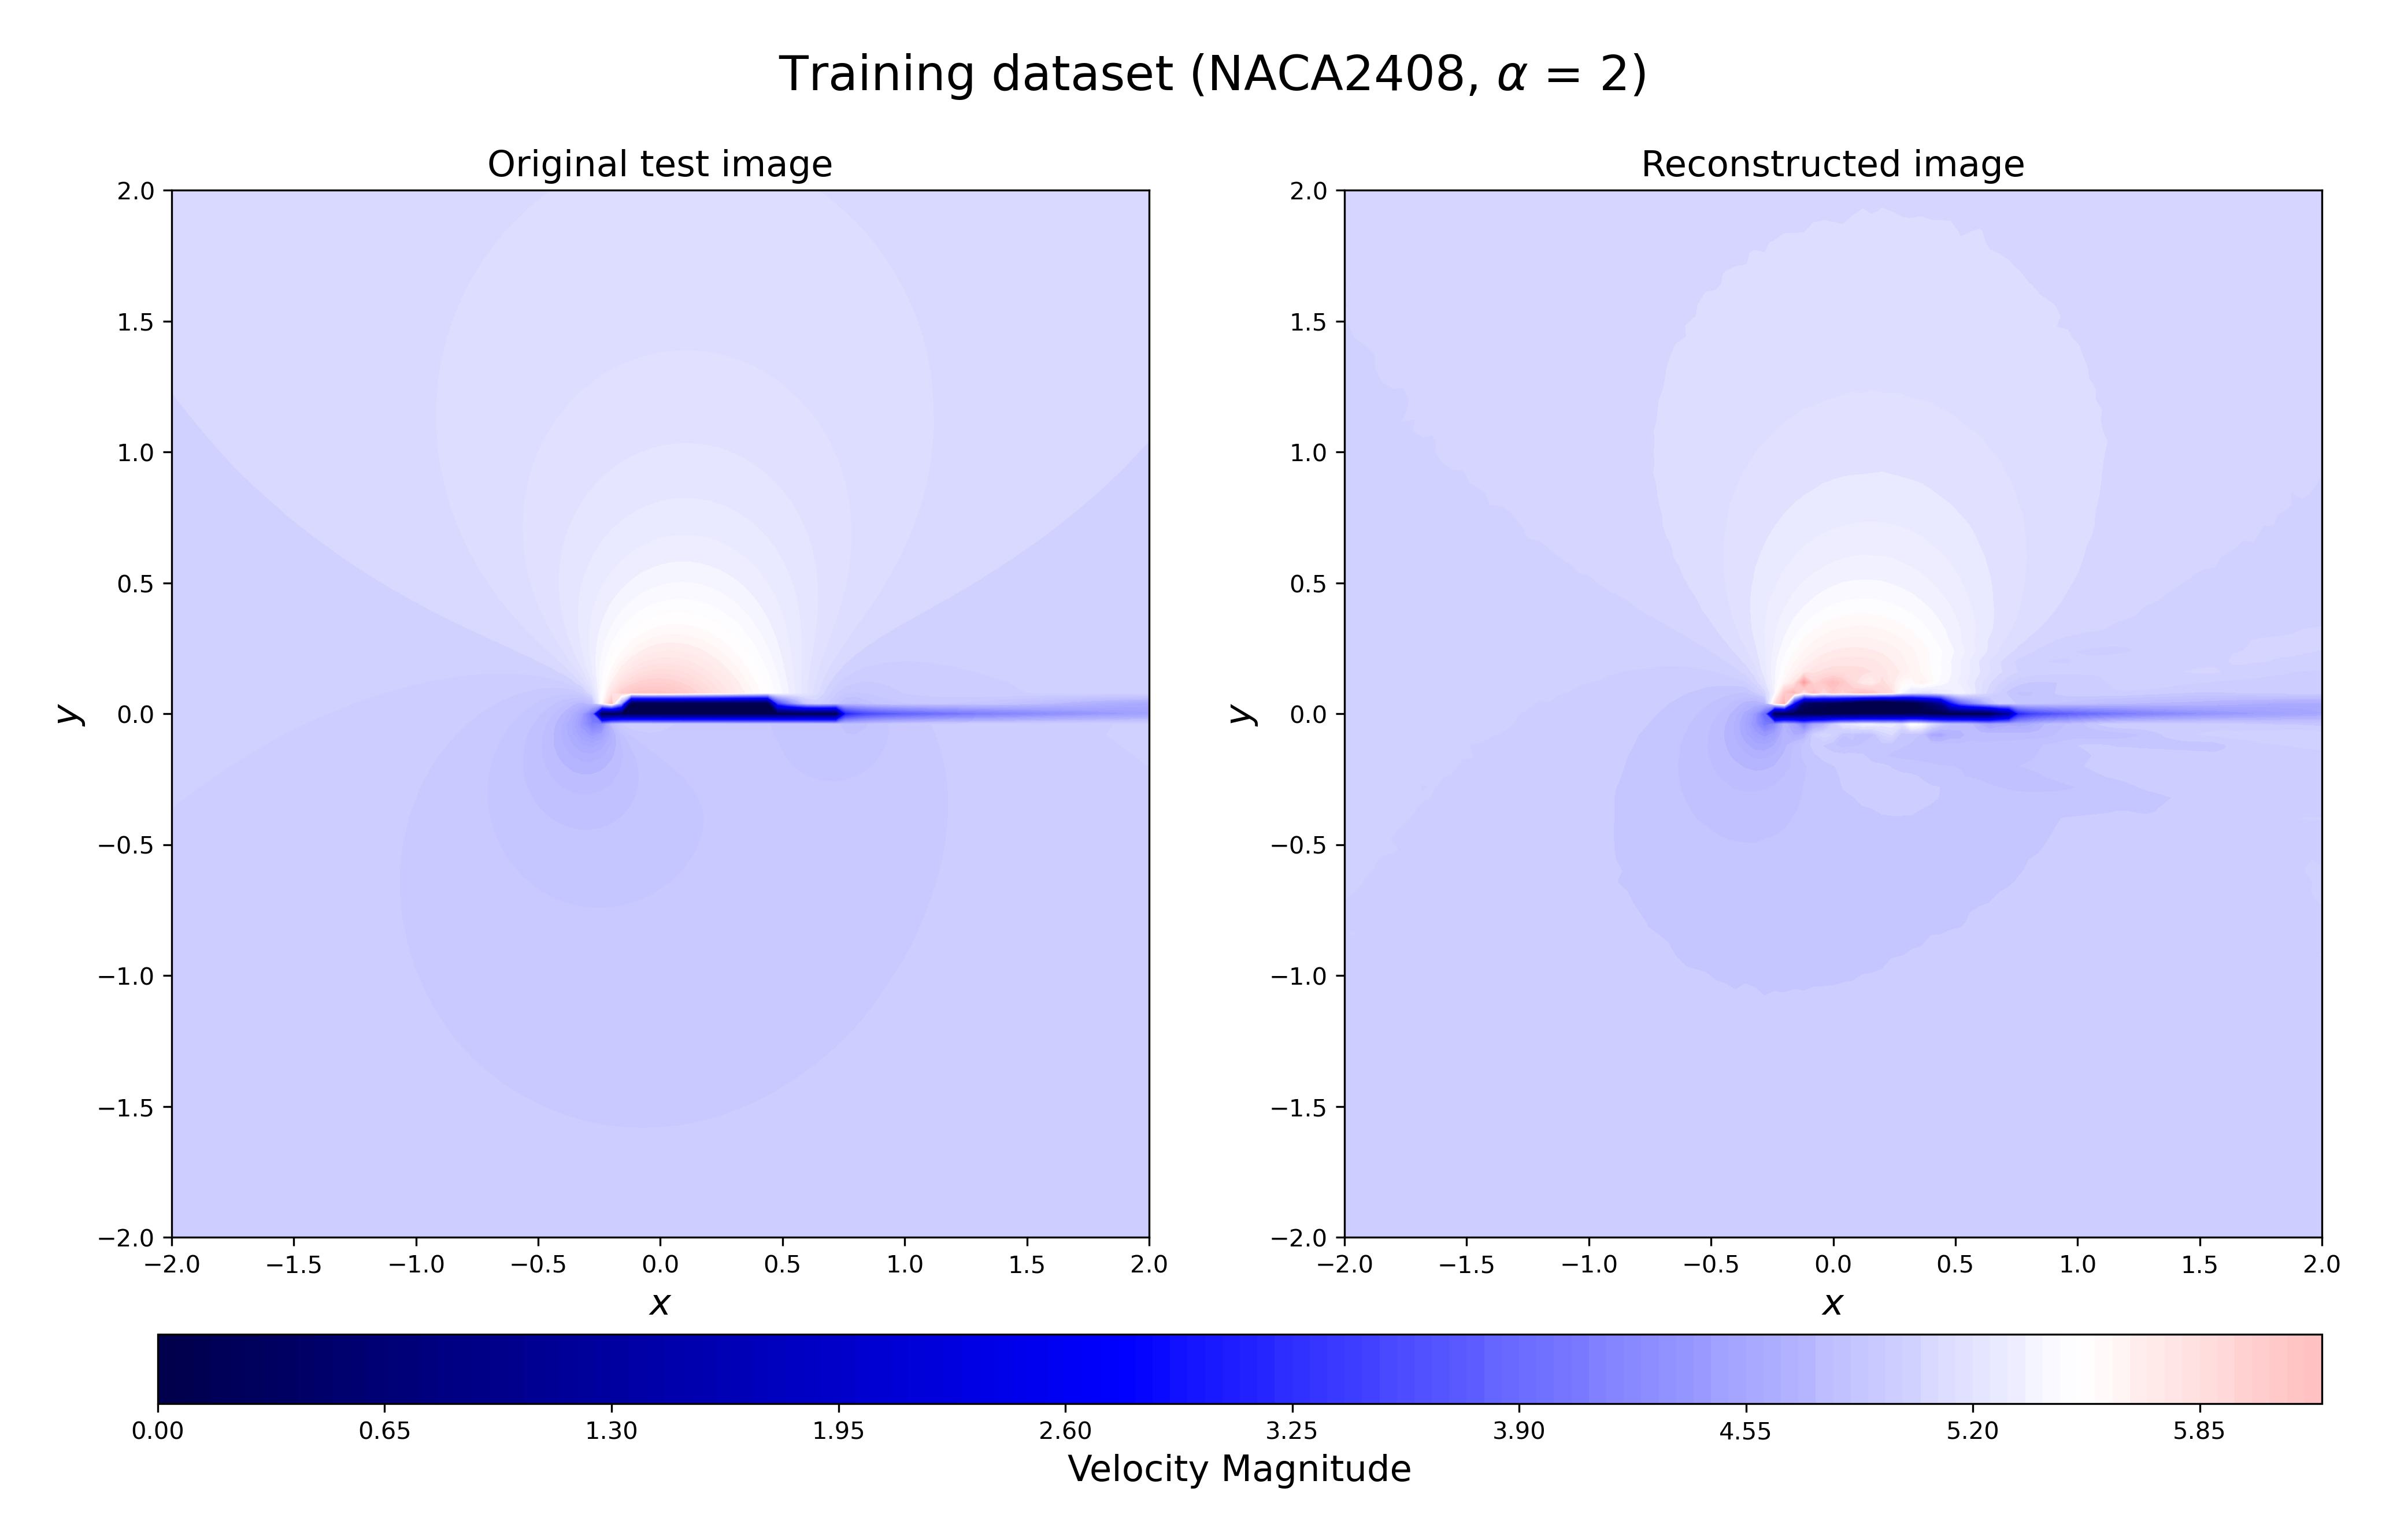 Training dataset (NACA2408, α = 2)
Original test image
2.0
1.5
1.0
0.5
0.0
−0.5
−1.0
−1.5
−2.0
y
−2.0 −1.5 −1.0 −0.5 0.0 0.5 1.0 1.5 2.0
x
Reconstructed image
2.0
1.5
1.0
0.5
0.0
−0.5
−1.0
−1.5
−2.0
y
−2.0 −1.5 −1.0 −0.5 0.0 0.5 1.0 1.5 2.0
x
0.00 0.65 1.30 1.95 2.60 3.25 3.90 4.55 5.20 5.85
Velocity Magnitude